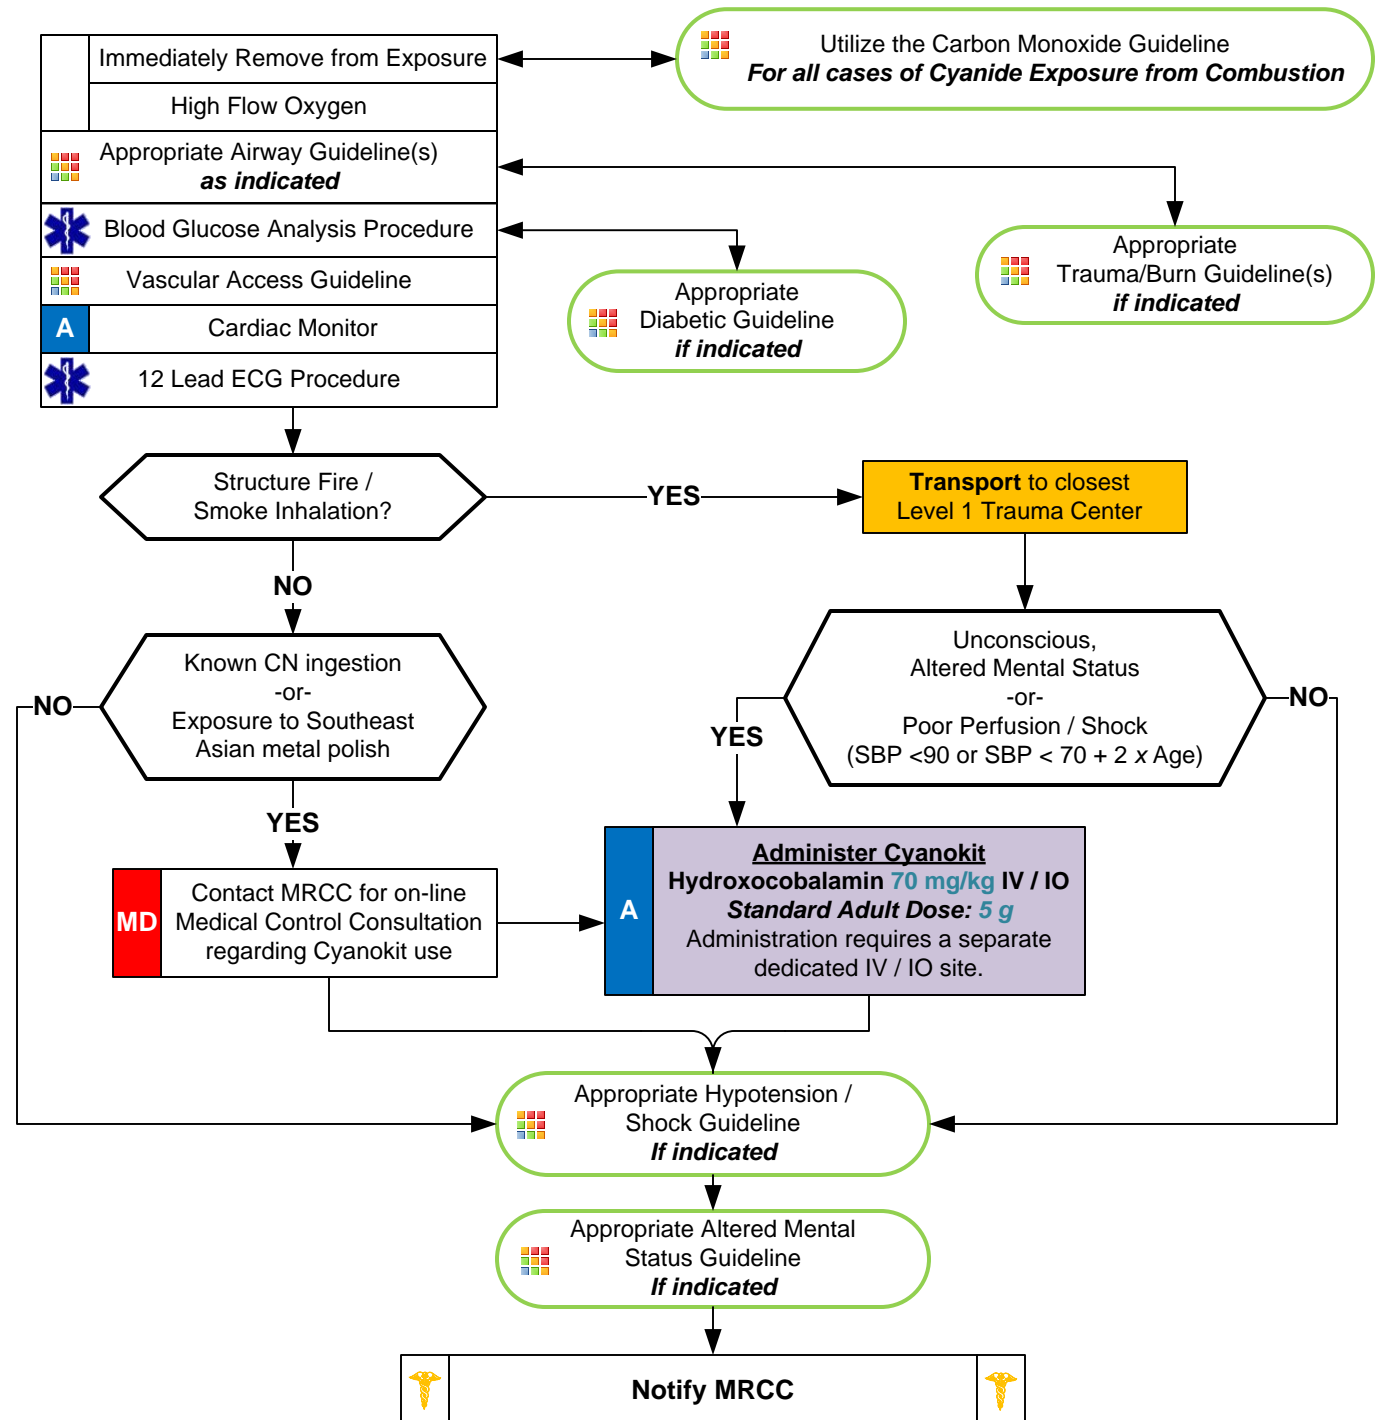 Immediately Remove from Exposure
Utilize the Carbon Monoxide Guideline
For all cases of Cyanide Exposure from Combustion
High Flow Oxygen
Appropriate Airway Guideline(s)
as indicated
Blood Glucose Analysis Procedure
Vascular Access Guideline
A
Cardiac Monitor
12 Lead ECG Procedure
Appropriate
Diabetic Guideline
if indicated
Appropriate
Trauma/Burn Guideline(s)
if indicated
Structure Fire /
Smoke Inhalation?
YES
Transport to closest
Level 1 Trauma Center
NO
Known CN ingestion
-or-
Exposure to Southeast
Asian metal polish
NO
YES
Unconscious,
Altered Mental Status
-or-
Poor Perfusion / Shock
(SBP <90 or SBP < 70 + 2 x Age)
YES
NO
MD
Contact MRCC for on-line
Medical Control Consultation
regarding Cyanokit use
A
Administer Cyanokit
Hydroxocobalamin 70 mg/kg IV / IO
Standard Adult Dose: 5 g
Administration requires a separate
dedicated IV / IO site.
Appropriate Hypotension /
Shock Guideline
If indicated
Appropriate Altered Mental
Status Guideline
If indicated
Notify MRCC